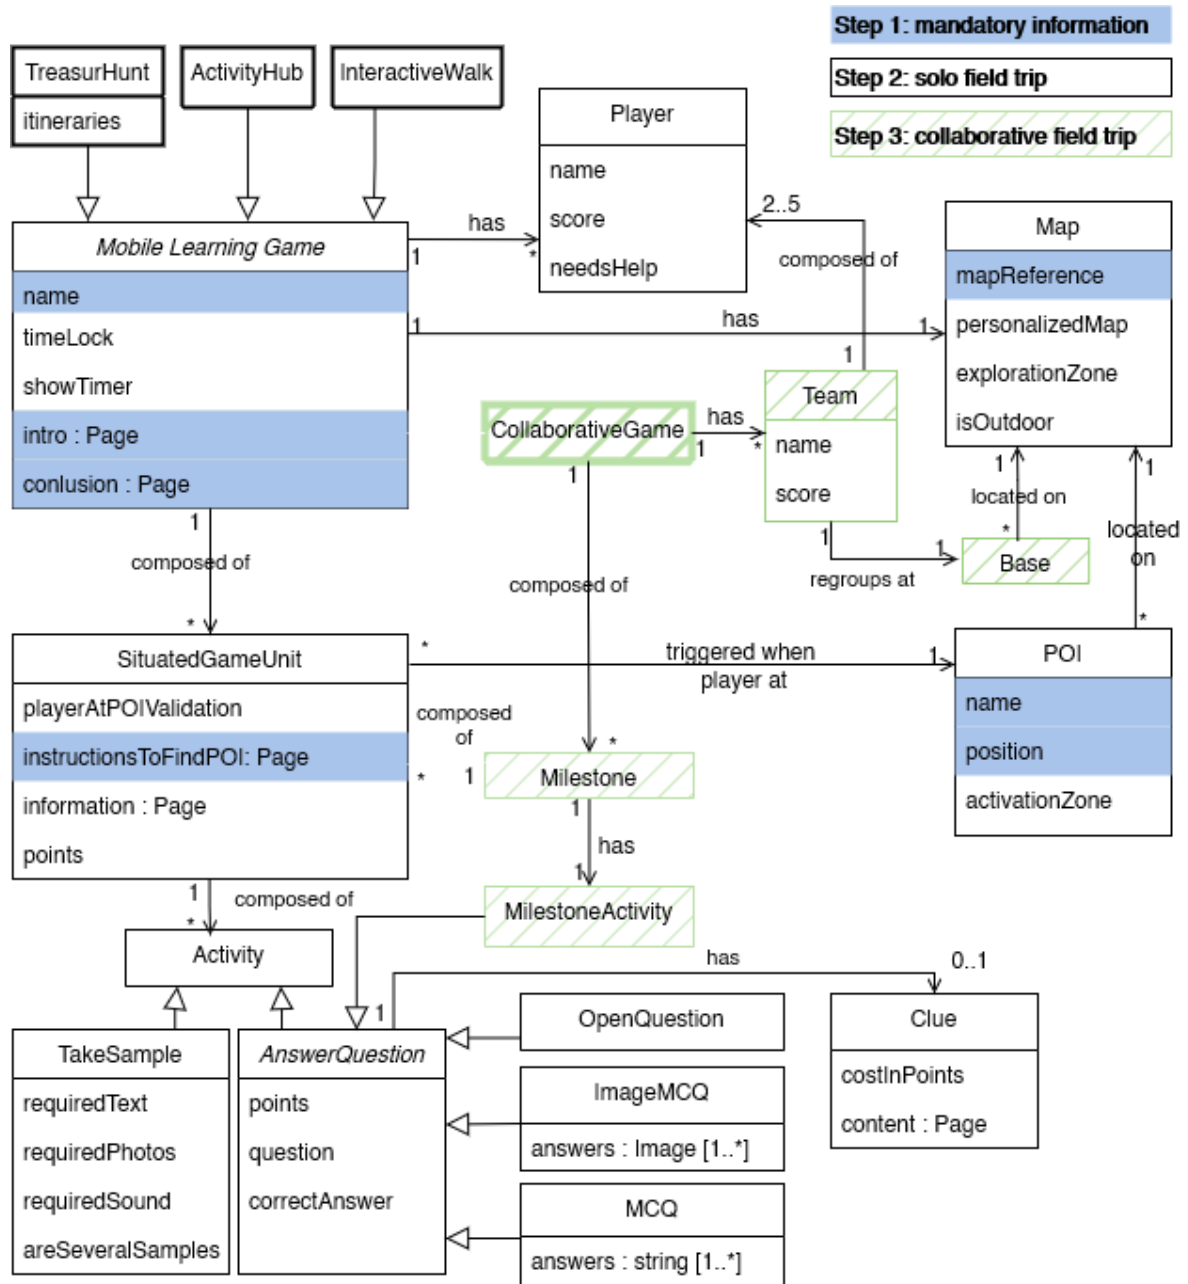 Step 1: mandatory information
Step 2: solo field trip
Step 3: collaborative field trip
TreasurHunt
itineraries
ActivityHub
InteractiveWalk
Player
name
score
needsHelp
Mobile Learning Game
name
timeLock
showTimer
intro : Page
conlusion : Page
1
has
*
1
has
1
2..5
composed of
1
Map
mapReference
personalizedMap
explorationZone
isOutdoor
CollaborativeGame
1
has
*
Team
name
score
1
regroups at
1
Base
*
located on
1
1
located
on
*
1
composed of
*
1
composed of
*
SituatedGameUnit
playerAtPOIValidation
instructionsToFindPOI: Page
information : Page
points
*
triggered when
player at
1
POI
name
position
activationZone
composed
of
*
1
Milestone
1
has
1
MilestoneActivity
1
composed of
*
Activity
TakeSample
requiredText
requiredPhotos
requiredSound
areSeveralSamples
AnswerQuestion
points
question
correctAnswer
1
has
0..1
Clue
costInPoints
content : Page
OpenQuestion
ImageMCQ
answers : Image [1..*]
MCQ
answers : string [1..*]